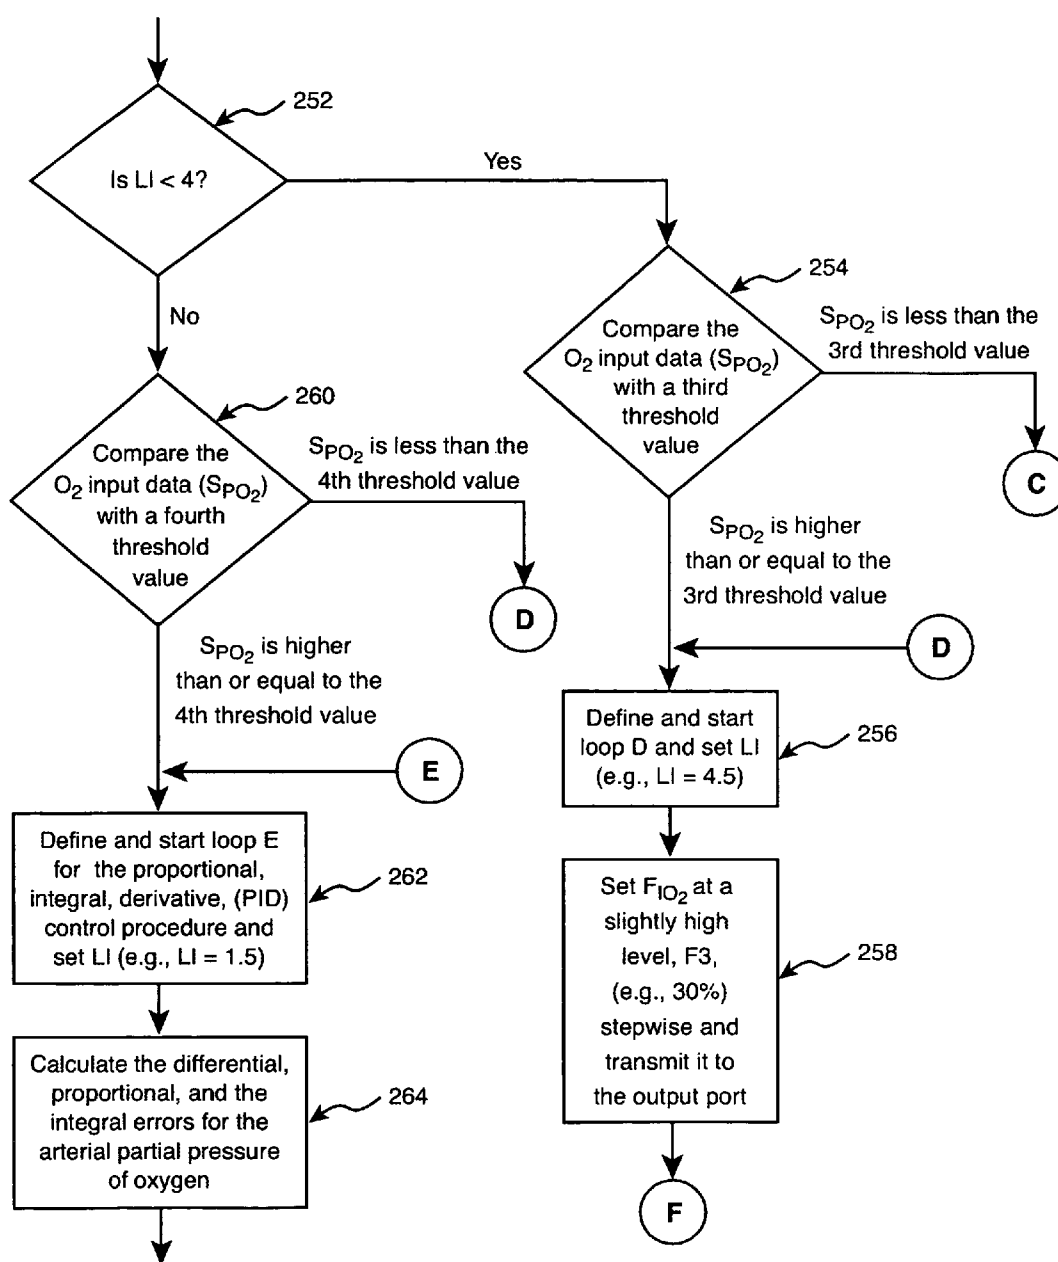 252
Is LI < 4?
Yes
No
254
Compare the
O2 input data (SPO2)
with a third
threshold
value
SPO2 is less than the
3rd threshold value
C
260
Compare the
O2 input data (SPO2)
with a fourth
threshold
value
SPO2 is less than the
4th threshold value
D
SPO2 is higher
than or equal to the
3rd threshold value
D
SPO2 is higher
than or equal to the
4th threshold value
E
Define and start
loop D and set LI
(e.g., LI = 4.5)
256
Define and start loop E
for the proportional,
integral, derivative, (PID)
control procedure and
set LI (e.g., LI = 1.5)
262
Set FIO2 at a
slightly high
level, F3,
(e.g., 30%)
stepwise and
transmit it to
the output port
258
Calculate the differential,
proportional, and the
integral errors for the
arterial partial pressure
of oxygen
264
F